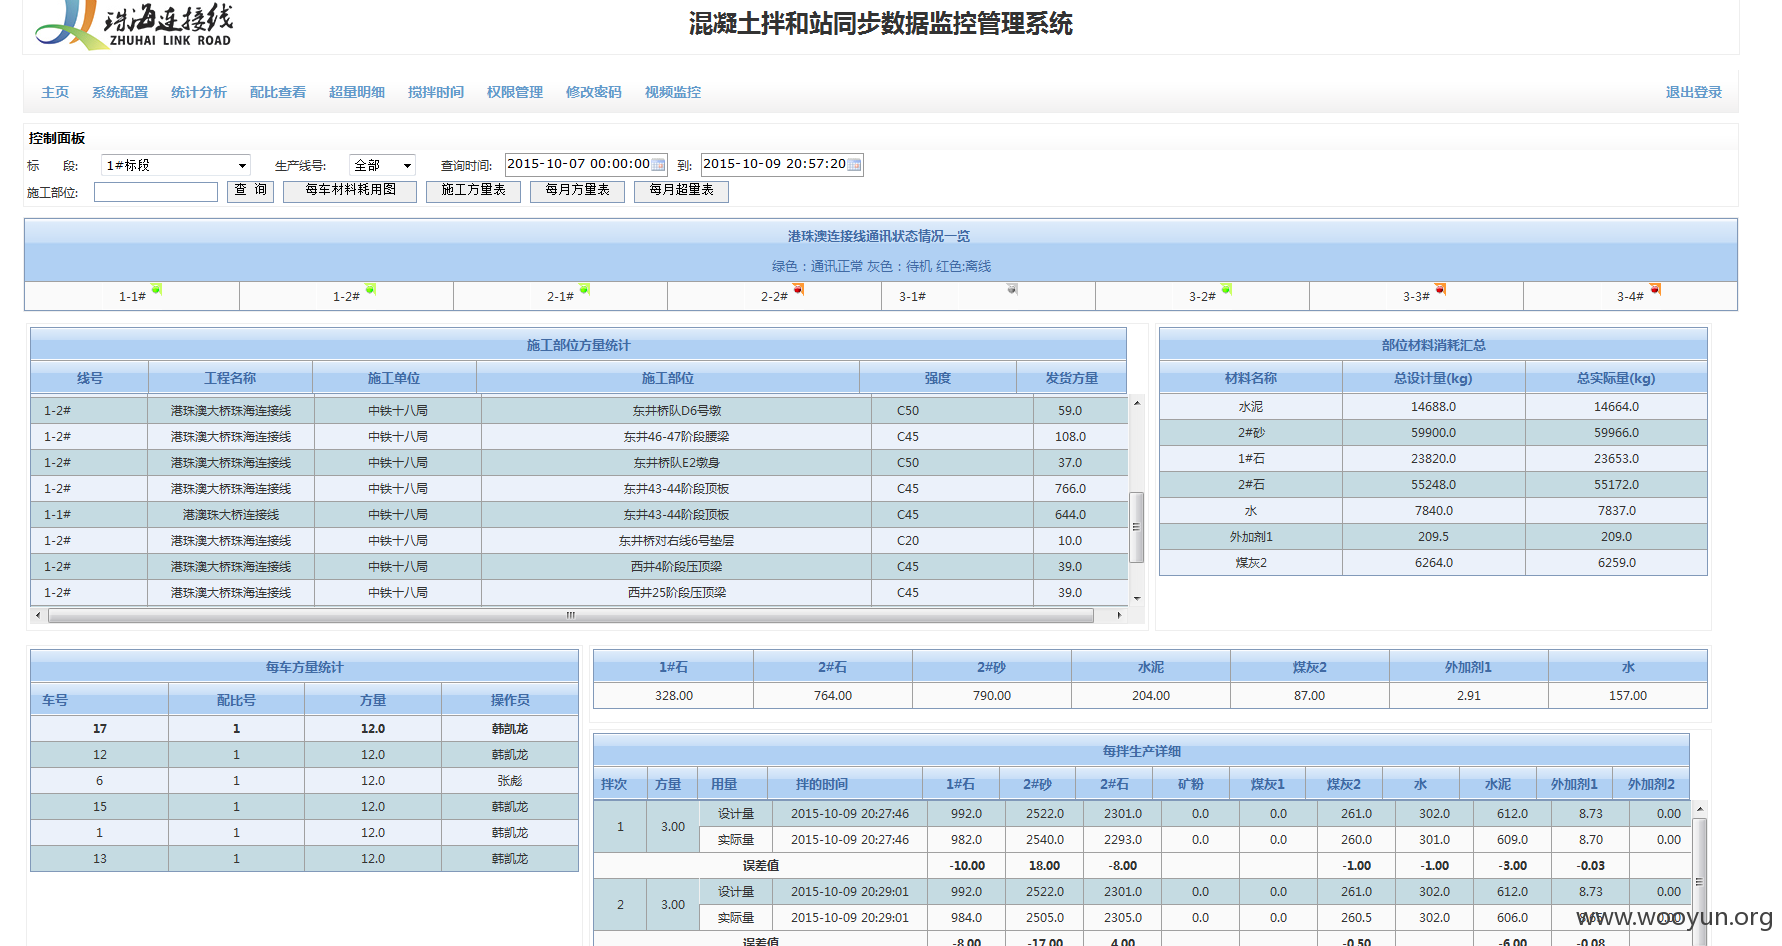 珠海连接线
ZHUHAI LINK ROAD
混凝土拌和站同步数据监控管理系统
主页 系统配置 统计分析 配比查看 超量明细 搅拌时间 权限管理 修改密码 视频监控 退出登录
控制面板
标 段: 1#标段 生产线号: 全部 查询时间: 2015-10-07 00:00:00 到: 2015-10-09 20:57:20
施工部位: 查 询 每车材料耗用图 施工方量表 每月方量表 每月超量表
港珠澳连接线通讯状态情况一览
绿色：通讯正常 灰色：待机 红色:离线
1-1# 1-2# 2-1# 2-2# 3-1# 3-2# 3-3# 3-4#
施工部位方量统计
线号 工程名称 施工单位 施工部位 强度 发货方量
1-2# 港珠澳大桥珠海连接线 中铁十八局 东井桥队D6号墩 C50 59.0
1-2# 港珠澳大桥珠海连接线 中铁十八局 东井46-47阶段腰梁 C45 108.0
1-2# 港珠澳大桥珠海连接线 中铁十八局 东井桥队E2墩身 C50 37.0
1-2# 港珠澳大桥珠海连接线 中铁十八局 东井43-44阶段顶板 C45 766.0
1-1# 港澳珠大桥连接线 中铁十八局 东井43-44阶段顶板 C45 644.0
1-2# 港珠澳大桥珠海连接线 中铁十八局 东井桥对右线6号垫层 C20 10.0
1-2# 港珠澳大桥珠海连接线 中铁十八局 西井4阶段压顶梁 C45 39.0
1-2# 港珠澳大桥珠海连接线 中铁十八局 西井25阶段压顶梁 C45 39.0
部位材料消耗汇总
材料名称 总设计量(kg) 总实际量(kg)
水泥 14688.0 14664.0
2#砂 59900.0 59966.0
1#石 23820.0 23653.0
2#石 55248.0 55172.0
水 7840.0 7837.0
外加剂1 209.5 209.0
煤灰2 6264.0 6259.0
每车方量统计
车号 配比号 方量 操作员
17 1 12.0 韩凯龙
12 1 12.0 韩凯龙
6 1 12.0 张彪
15 1 12.0 韩凯龙
1 1 12.0 韩凯龙
13 1 12.0 韩凯龙
1#石 2#石 2#砂 水泥 煤灰2 外加剂1 水
328.00 764.00 790.00 204.00 87.00 2.91 157.00
每拌生产详细
拌次 方量 用量 拌的时间 1#石 2#砂 2#石 矿粉 煤灰1 煤灰2 水 水泥 外加剂1 外加剂2
1 3.00 设计量 2015-10-09 20:27:46 992.0 2522.0 2301.0 0.0 0.0 261.0 302.0 612.0 8.73 0.00
实际量 2015-10-09 20:27:46 982.0 2540.0 2293.0 0.0 0.0 260.0 301.0 609.0 8.70 0.00
误差值 -10.00 18.00 -8.00 -1.00 -1.00 -3.00 -0.03
2 3.00 设计量 2015-10-09 20:29:01 992.0 2522.0 2301.0 0.0 0.0 261.0 302.0 612.0 8.73 0.00
实际量 2015-10-09 20:29:01 984.0 2505.0 2305.0 0.0 0.0 260.5 302.0 606.0 8.65 0.00
误差值 -8.00 -17.00 4.00 -0.50 -6.00 -0.08
www.wooyun.org